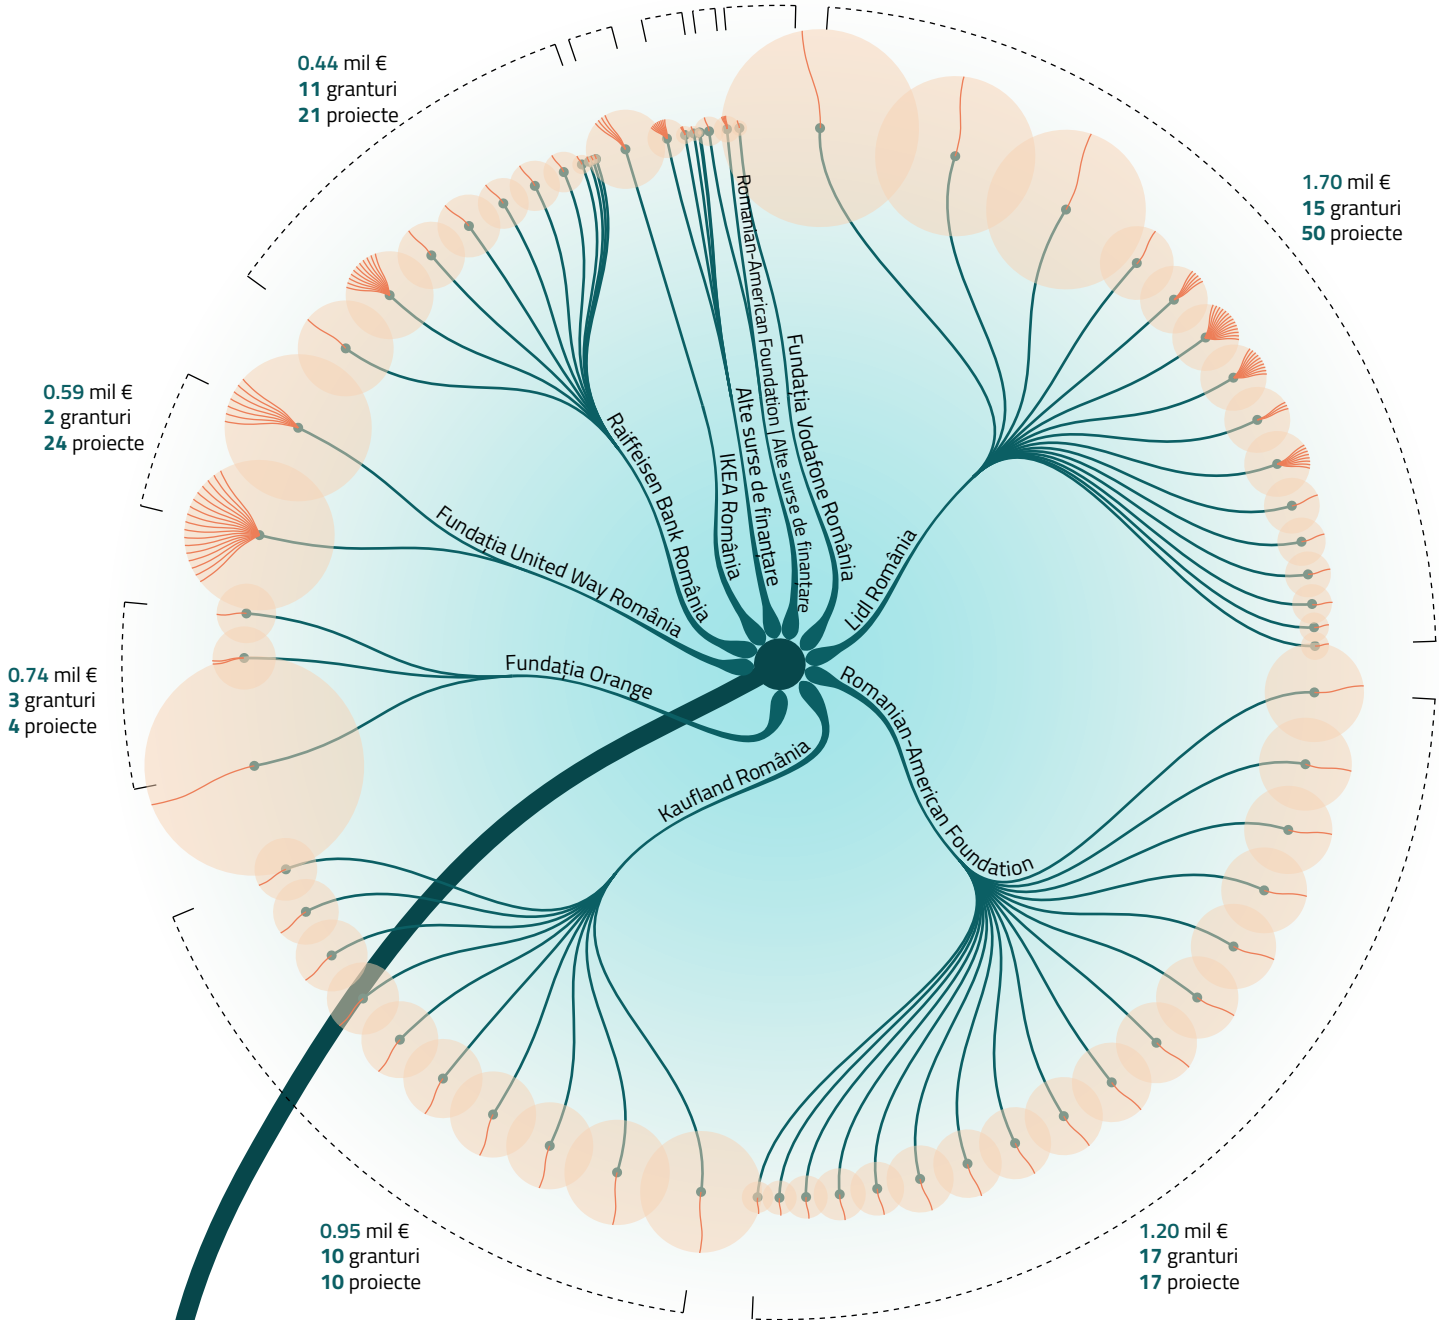 0.44 mil €
11 granturi
21 proiecte
1.70 mil €
15 granturi
50 proiecte
0.59 mil €
2 granturi
24 proiecte
0.74 mil €
3 granturi
4 proiecte
0.95 mil €
10 granturi
10 proiecte
1.20 mil €
17 granturi
17 proiecte
Fundația Orange
Fundația United Way România
Raiffeisen Bank România
IKEA România
Alte surse de finanțare
Romanian-American Foundation | Alte surse de finanțare
Fundația Vodafone România
Lidl România
Romanian-American Foundation
Kaufland România